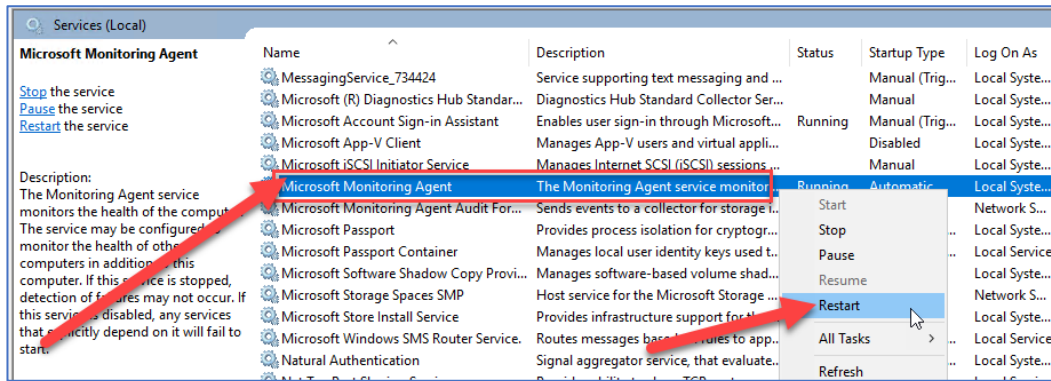 Services (Local)
Microsoft Monitoring Agent
Stop the service
Pause the service
Restart the service
Description:
The Monitoring Agent service
monitors the health of the
The service may be configured
monitor the health of
computers in addition this
computer. If this is stopped,
detection of may not occur. If
this disabled, any services
that depend on it will fail to
start.
Name Description Status Startup Type Log On As
MessagingService_734424 Service supporting text messaging and ... Manual (Trig... Local Syste...
Microsoft (R) Diagnostics Hub Standar... Diagnostics Hub Standard Collector Ser... Manual Local Syste...
Microsoft Account Sign-in Assistant Enables user sign-in through Microsoft... Running Manual (Trig... Local Syste...
Microsoft App-V Client Manages App-V users and virtual appli... Disabled Local Syste...
Microsoft iSCSI Initiator Service Manages Internet SCSI (iSCSI) sessions ... Manual Local Syste...
Microsoft Monitoring Agent The Monitoring Agent service monitor Running Automatic Local Syste...
Microsoft Monitoring Agent Audit For... Sends events to a collector for storage i... Network S...
Microsoft Passport Provides process isolation for cryptogr... Local Syste...
Microsoft Passport Container Manages local user identity keys used t... Local Service
Microsoft Software Shadow Copy Provi... Manages software-based volume shad... Local Syste...
Microsoft Storage Spaces SMP Host service for the Microsoft Storage ... Network S...
Microsoft Store Install Service Provides infrastructure support for Local Syste...
Microsoft Windows SMS Router Service. Routes messages rules to app... Local Service
Natural Authentication Signal aggregator service, that evaluate... Local Syste...
Start
Stop
Pause
Resume
Restart
All Tasks >
Refresh